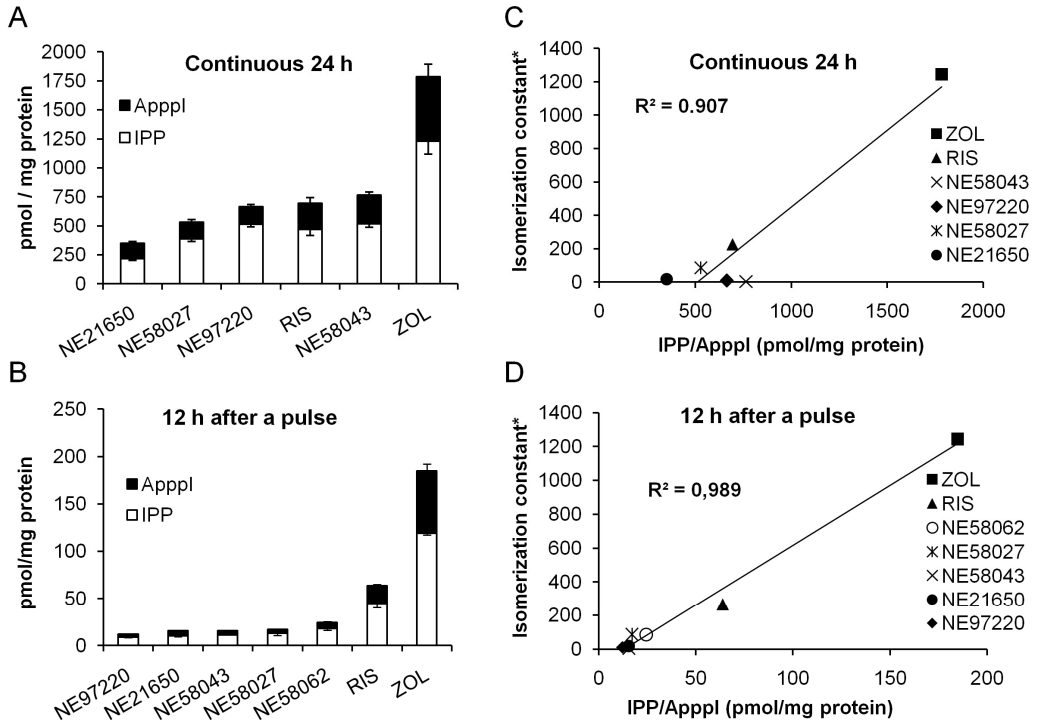 A
Continuous 24 h
pmol / mg protein
2000
1750
1500
1250
1000
750
500
250
0
ApppI
IPP
NE21650
NE58027
NE97220
RIS
NE58043
ZOL
C
Continuous 24 h
R² = 0.907
Isomerization constant*
1400
1200
1000
800
600
400
200
0
0 500 1000 1500 2000
IPP/ApppI (pmol/mg protein)
ZOL
RIS
NE58043
NE97220
NE58027
NE21650
B
12 h after a pulse
pmol/mg protein
250
200
150
100
50
0
ApppI
IPP
NE97220
NE21650
NE58043
NE58027
NE58062
RIS
ZOL
D
12 h after a pulse
R² = 0,989
Isomerization constant*
1400
1200
1000
800
600
400
200
0
0 50 100 150 200
IPP/ApppI (pmol/mg protein)
ZOL
RIS
NE58062
NE58027
NE58043
NE21650
NE97220